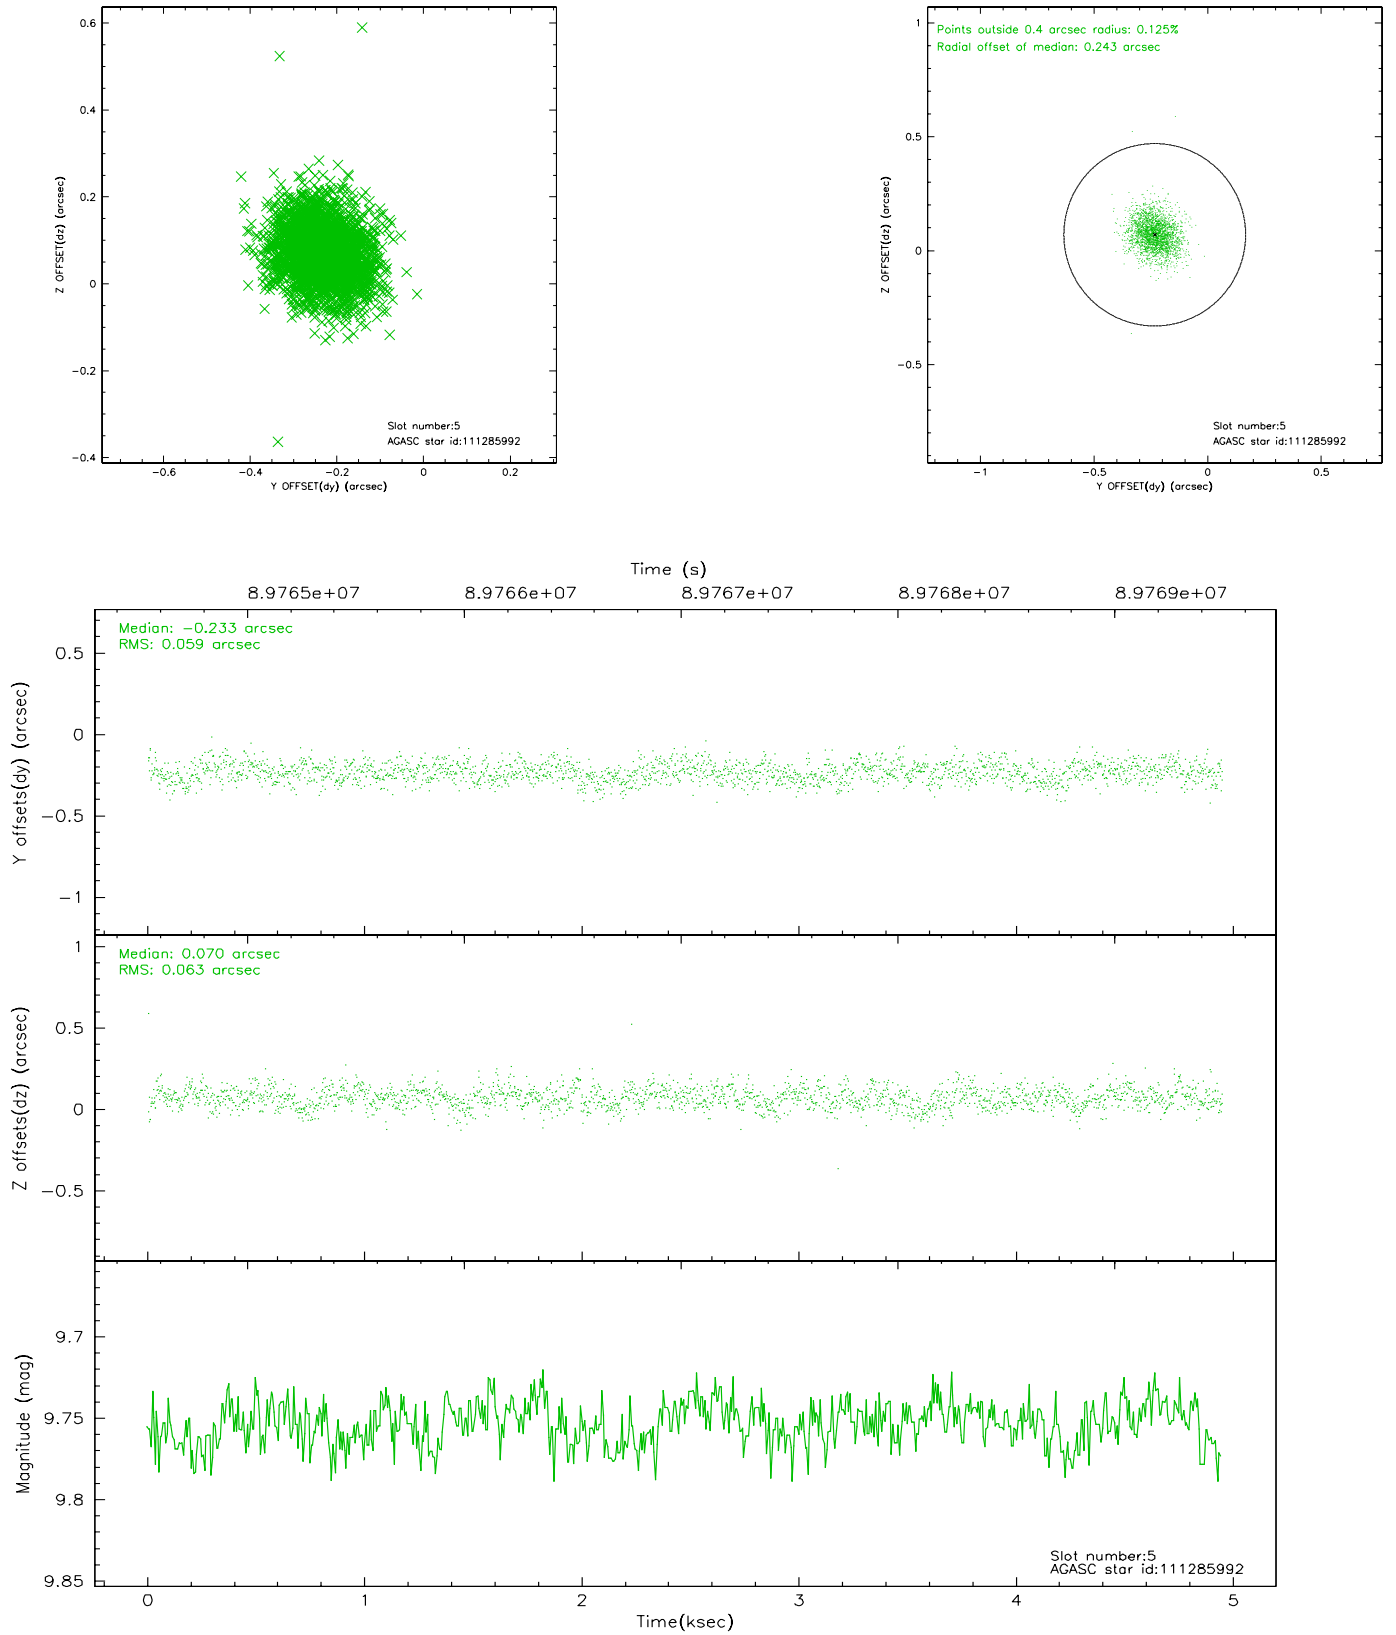 0.6
0.4
0.2
0
−0.2
−0.4
Z OFFSET(dz) (arcsec)
−0.6
−0.4
−0.2
0
0.2
Y OFFSET(dy) (arcsec)
Slot number:5
AGASC star id:111285992
Points outside 0.4 arcsec radius: 0.125%
Radial offset of median: 0.243 arcsec
1
0.5
0
−0.5
Z OFFSET(dz) (arcsec)
−1
−0.5
0
0.5
Y OFFSET(dy) (arcsec)
Slot number:5
AGASC star id:111285992
Time (s)
8.9765e+07
8.9766e+07
8.9767e+07
8.9768e+07
8.9769e+07
Median: −0.233 arcsec
RMS: 0.059 arcsec
0.5
0
−0.5
−1
Y offsets(dy) (arcsec)
Median: 0.070 arcsec
RMS: 0.063 arcsec
1
0.5
0
−0.5
Z offsets(dz) (arcsec)
9.7
9.75
9.8
9.85
Magnitude (mag)
Slot number:5
AGASC star id:111285992
0
1
2
3
4
5
Time(ksec)